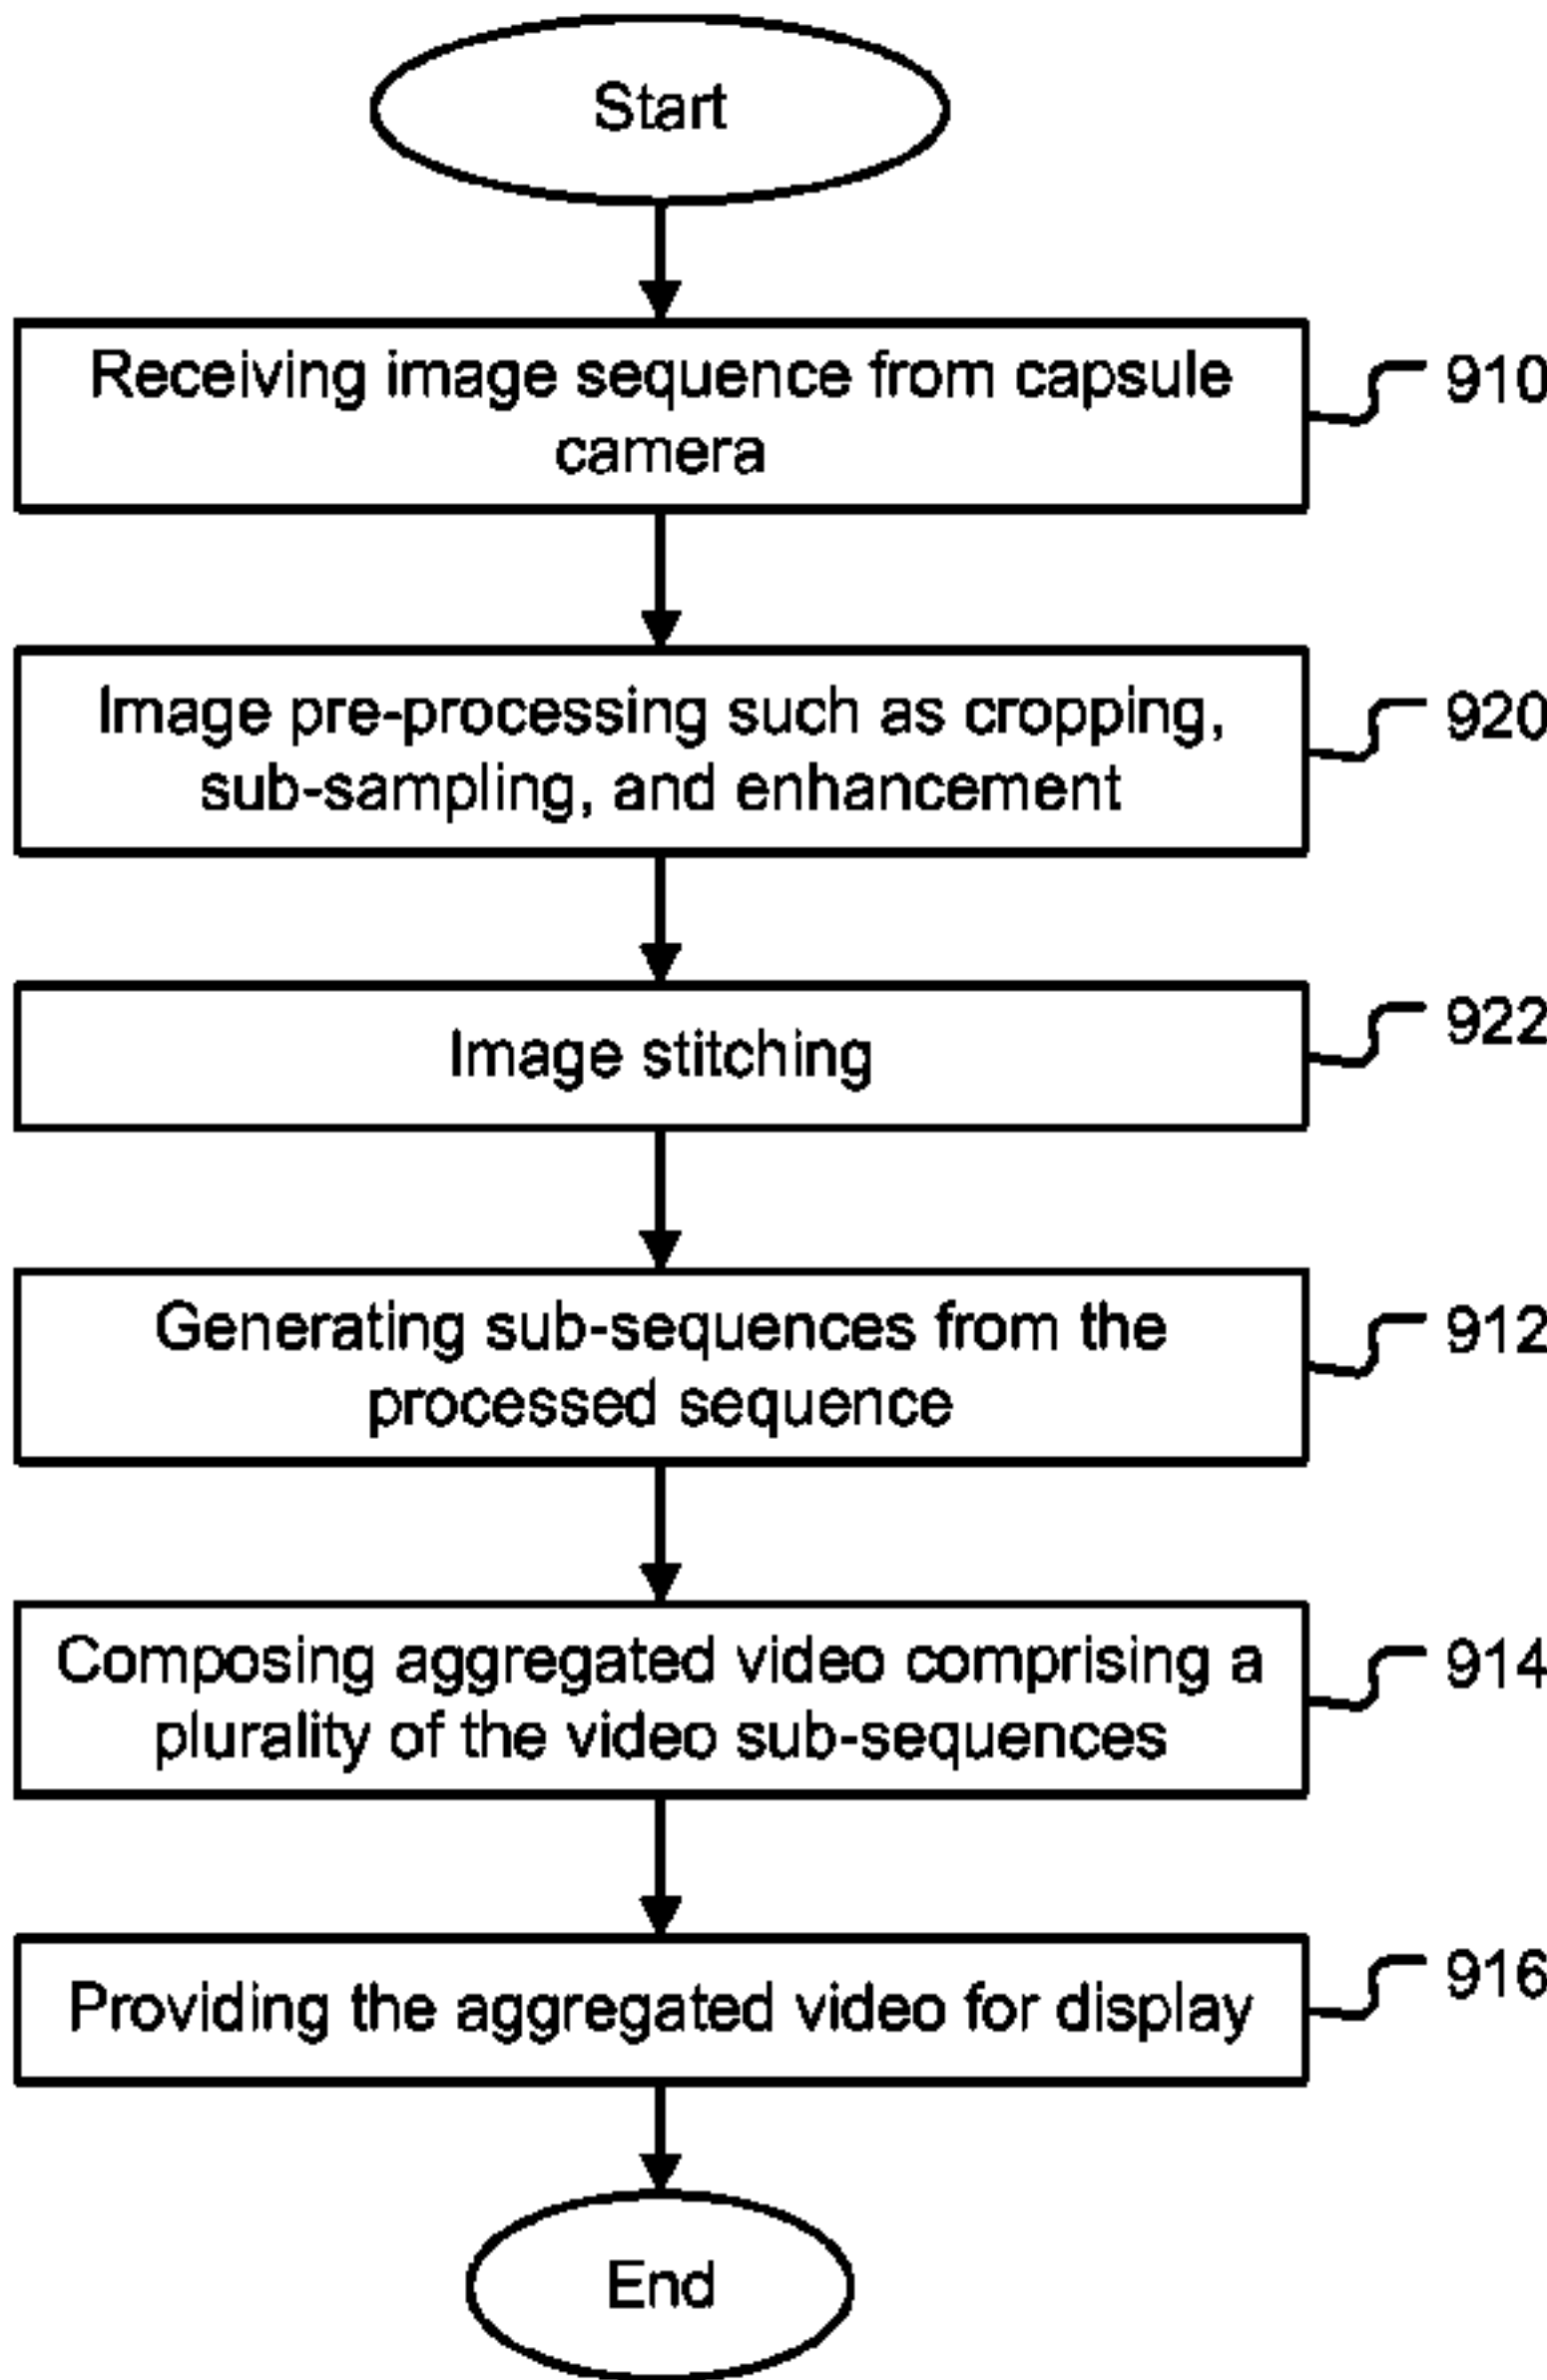 Start
Receiving image sequence from capsule
camera
910
Image pre-processing such as cropping,
sub-sampling, and enhancement
920
Image stitching
922
Generating sub-sequences from the
processed sequence
912
Composing aggregated video comprising a
plurality of the video sub-sequences
914
Providing the aggregated video for display
916
End